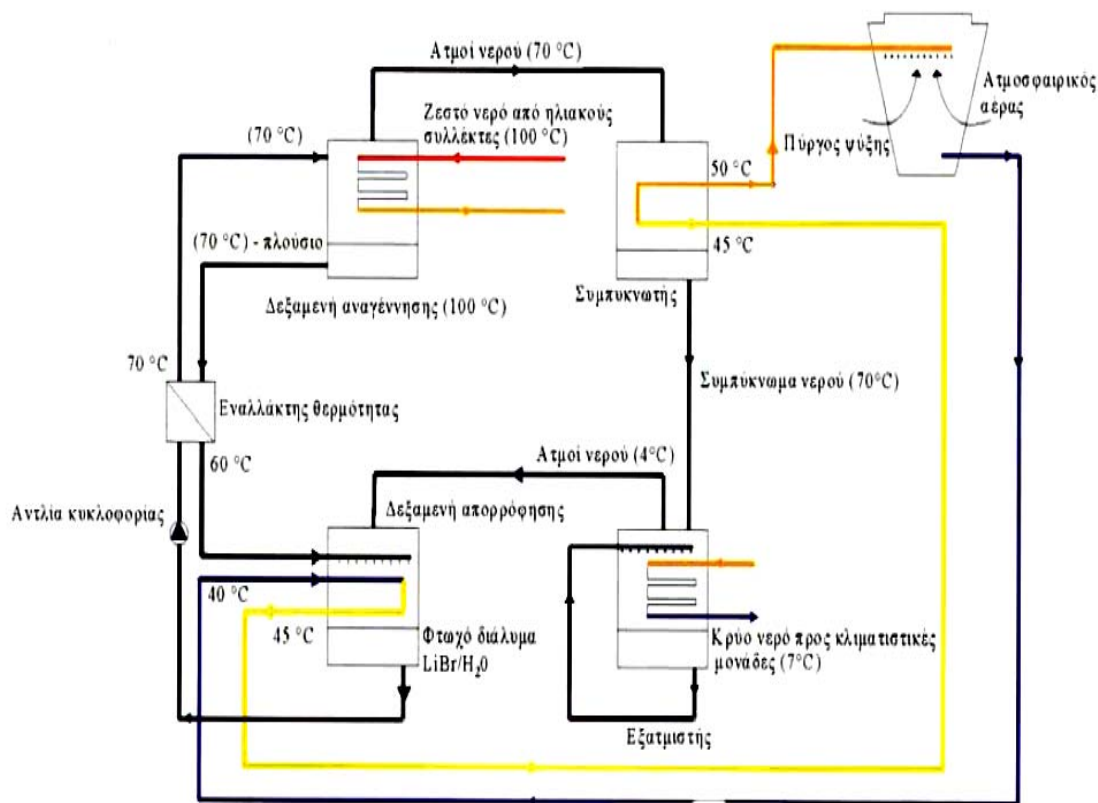 Ατμοί νερού (70 °C)
Ζεστό νερό από ηλιακούς
συλλέκτες (100 °C)
(70 °C)
Ατμοσφαιρικός
αέρας
Πύργος ψύξης
50 °C
45 °C
(70 °C) - πλούσιο
Δεξαμενή αναγέννησης (100 °C)
Συμπυκνωτής
70 °C
Συμπύκνωμα νερού (70°C)
Εναλλάκτης θερμότητας
60 °C
Ατμοί νερού (4°C)
Αντλία κυκλοφορίας
Δεξαμενή απορρόφησης
40 °C
45 °C
Φτωχό διάλυμα
LiBr/H₂0
Κρύο νερό προς κλιματιστικές
μονάδες (7°C)
Εξατμιστής